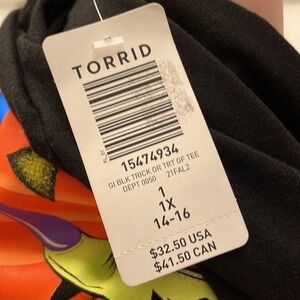 TORRID
15474934
GI BLK TRICK OR TRT GF TEE
DEPT 0050 21FAL2
1
1X
14-16
$32.50 USA
$41.50 CAN